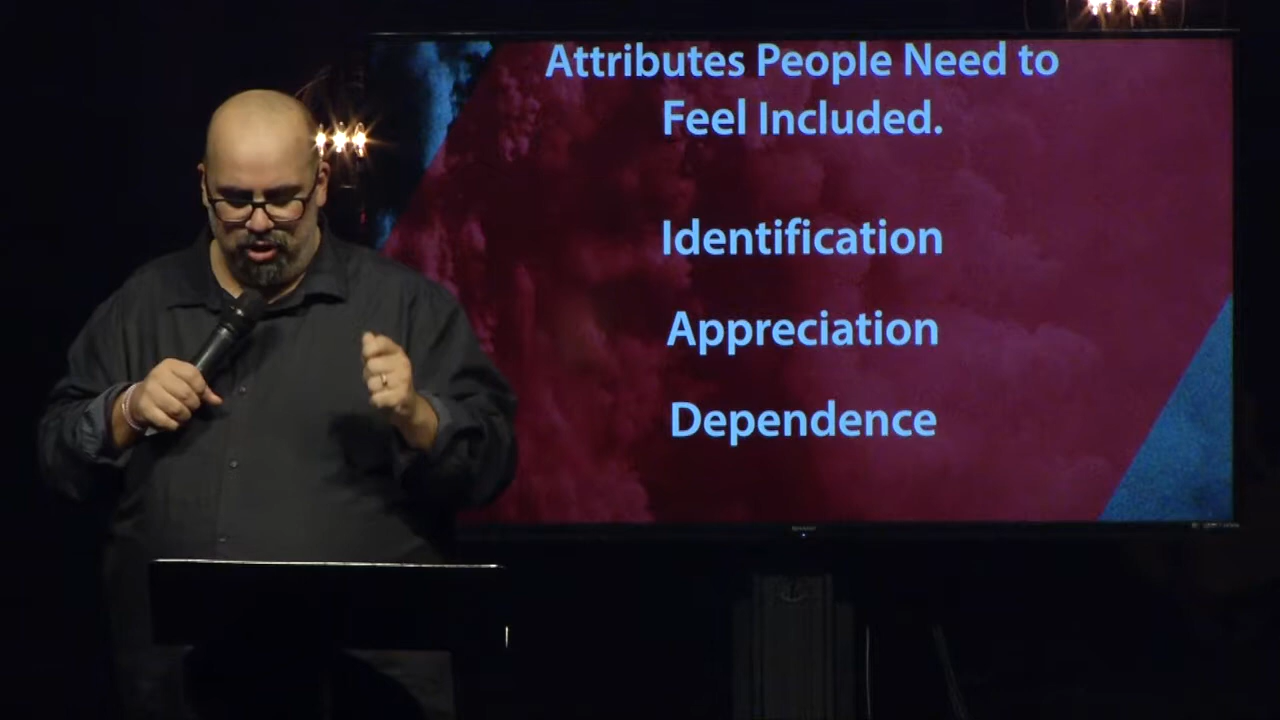 Attributes People Need to
Feel Included.
Identification
Appreciation
Dependence